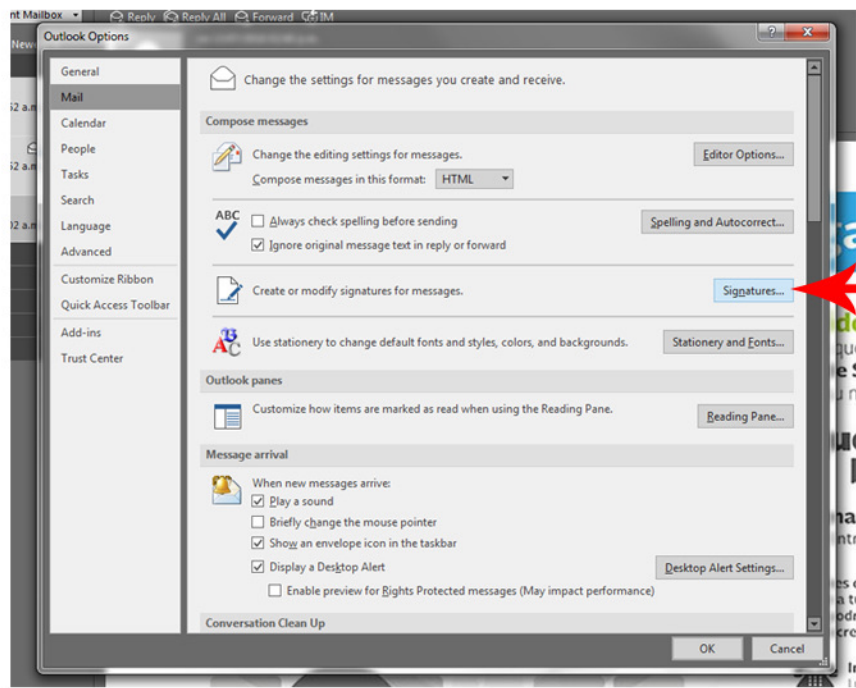 nt Mailbox
Reply Reply All Forward IM
Outlook Options
New
General
Mail
Calendar
People
Tasks
Search
Language
Advanced
Customize Ribbon
Quick Access Toolbar
Add-ins
Trust Center
Change the settings for messages you create and receive.
Compose messages
Change the editing settings for messages.
Editor Options...
Compose messages in this format: HTML
ABC
Always check spelling before sending
Spelling and Autocorrect...
Ignore original message text in reply or forward
Create or modify signatures for messages.
Signatures...
Use stationery to change default fonts and styles, colors, and backgrounds.
Stationery and Fonts...
Outlook panes
Customize how items are marked as read when using the Reading Pane.
Reading Pane...
Message arrival
When new messages arrive:
Play a sound
Briefly change the mouse pointer
Show an envelope icon in the taskbar
Display a Desktop Alert
Desktop Alert Settings...
Enable preview for Rights Protected messages (May impact performance)
Conversation Clean Up
OK
Cancel